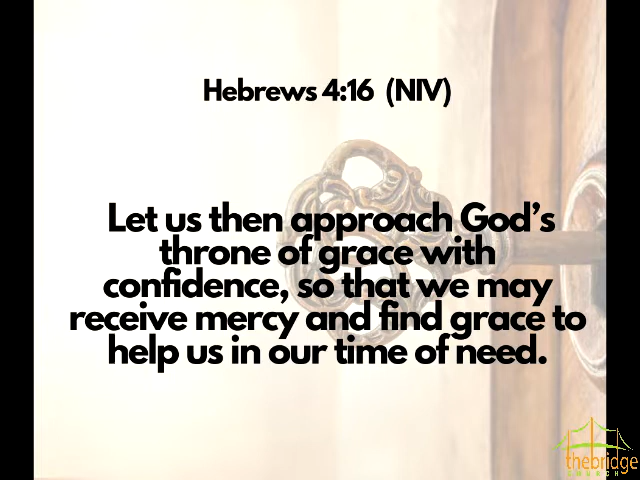 Hebrews 4:16 (NIV)
Let us then approach God’s
throne of grace with
confidence, so that we may
receive mercy and find grace to
help us in our time of need.
thebridge
CHURCH